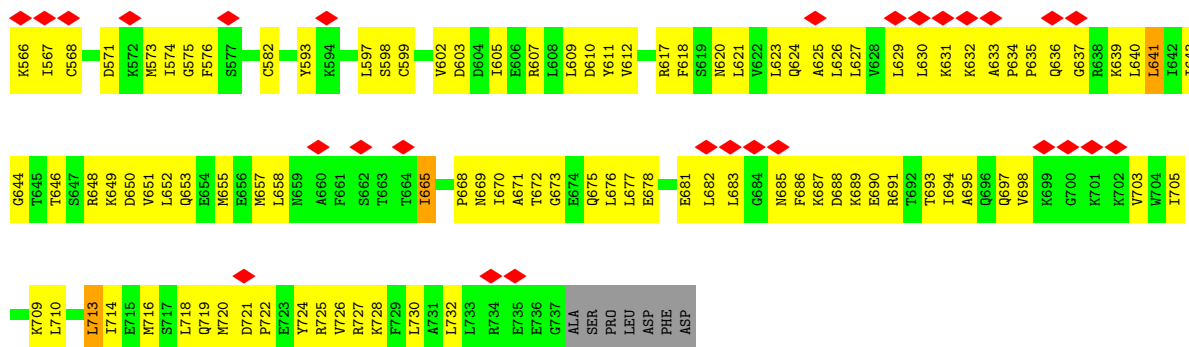 K566 I567 C568 D571 K572 M573 I574 G575 F576 S577 C582 Y593 K594 L597 S598 C599 V602 D603 D604 I605 E606 R607 L608 L609 D610 Y611 V612 R617 F618 S619 N620 L621 V622 L623 Q624 A625 L626 L627 V628 L629 L630 K631 K632 A633 P634 P635 Q636 G637 R638 K639 L640 L641 I642
G644 T645 T646 S647 R648 K649 D650 V651 L652 Q653 E654 M655 E656 M657 L658 N659 A660 F661 S662 T663 T664 I665 P668 N669 I670 A671 T672 G673 E674 Q675 L676 L677 E678 E681 L682 L683 G684 N685 F686 K687 D688 K689 E690 R691 T692 T693 I694 A695 Q696 Q697 V698 K699 G700 K701 K702 V703 W704 I705
K709 L710 L713 I714 E715 M716 S717 L718 Q719 M720 D721 P722 E723 Y724 R725 V726 R727 K728 F729 L730 A731 L732 L733 R734 E735 E736 G737 ALA SER PRO LEU ASP PHE ASP